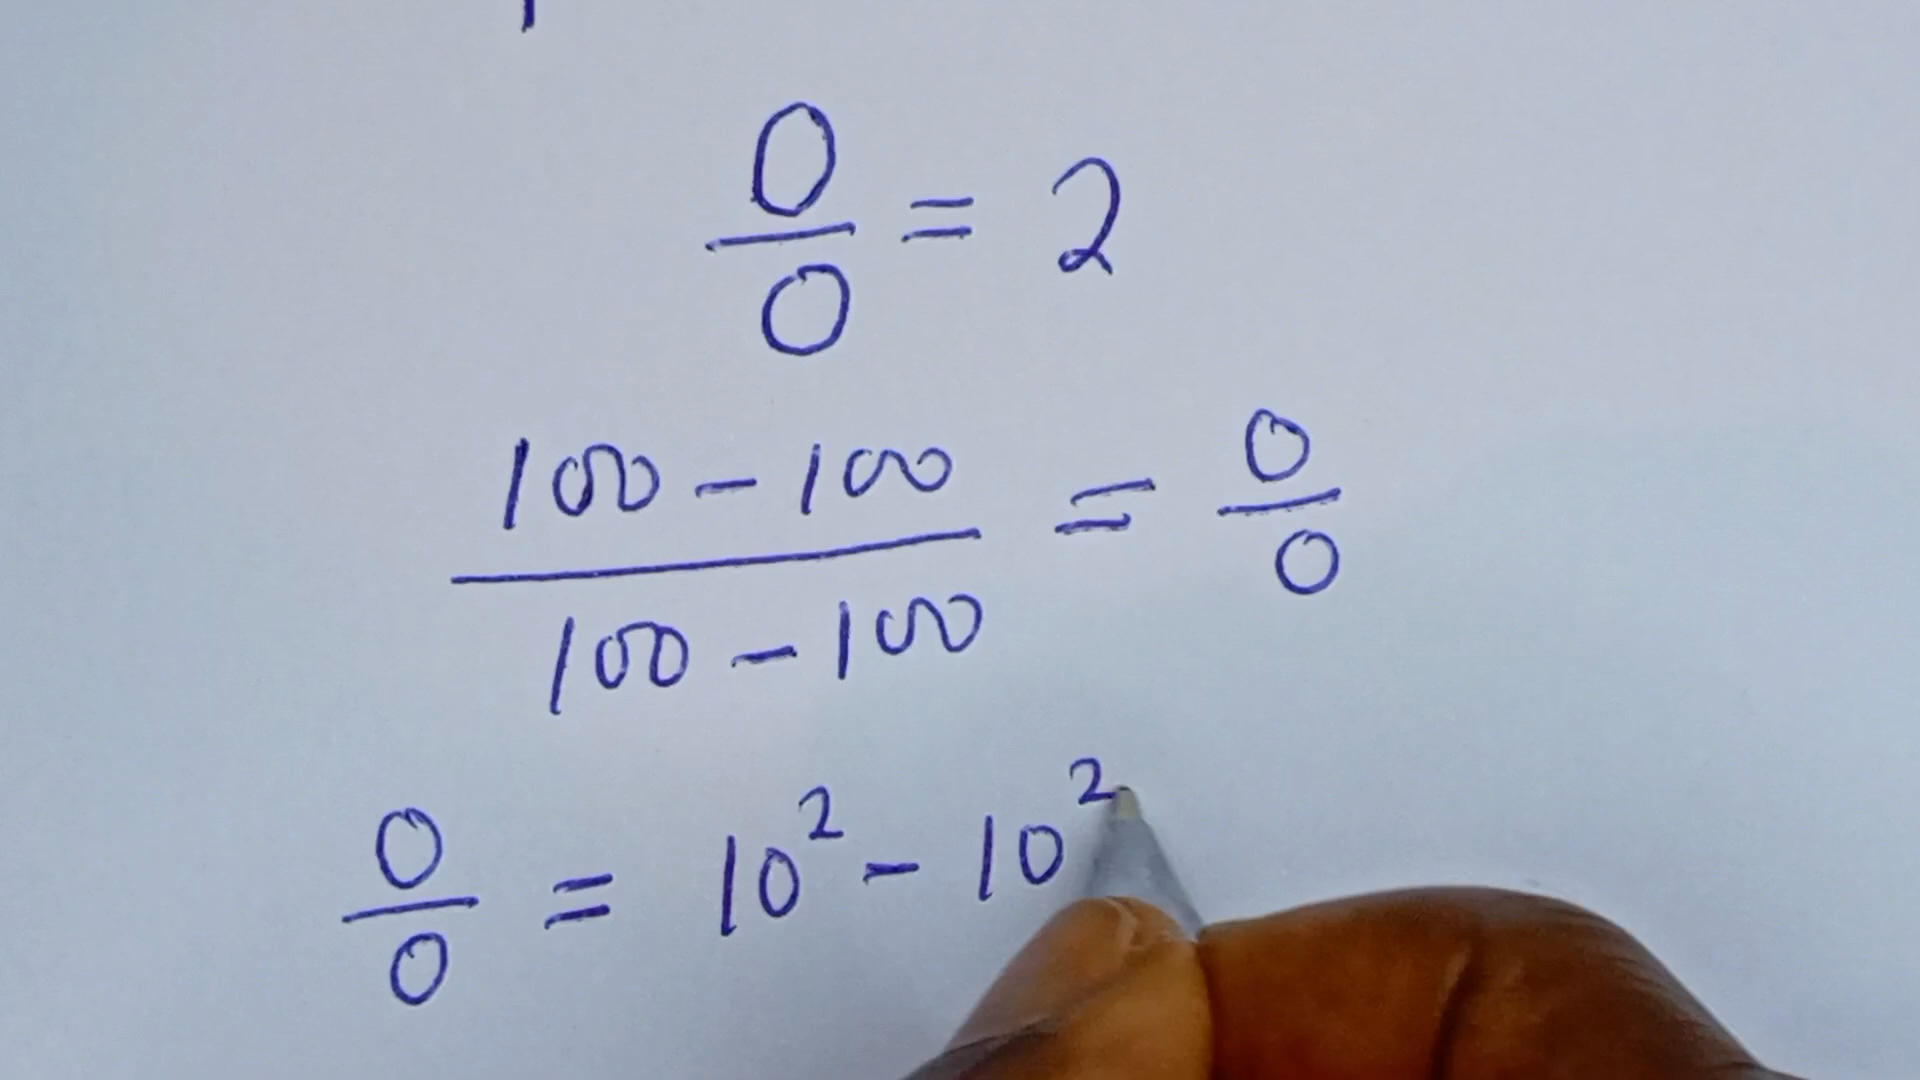 0/0 = 2
100 - 100 / 100 - 100 = 0/0
0/0 = 10² - 10²